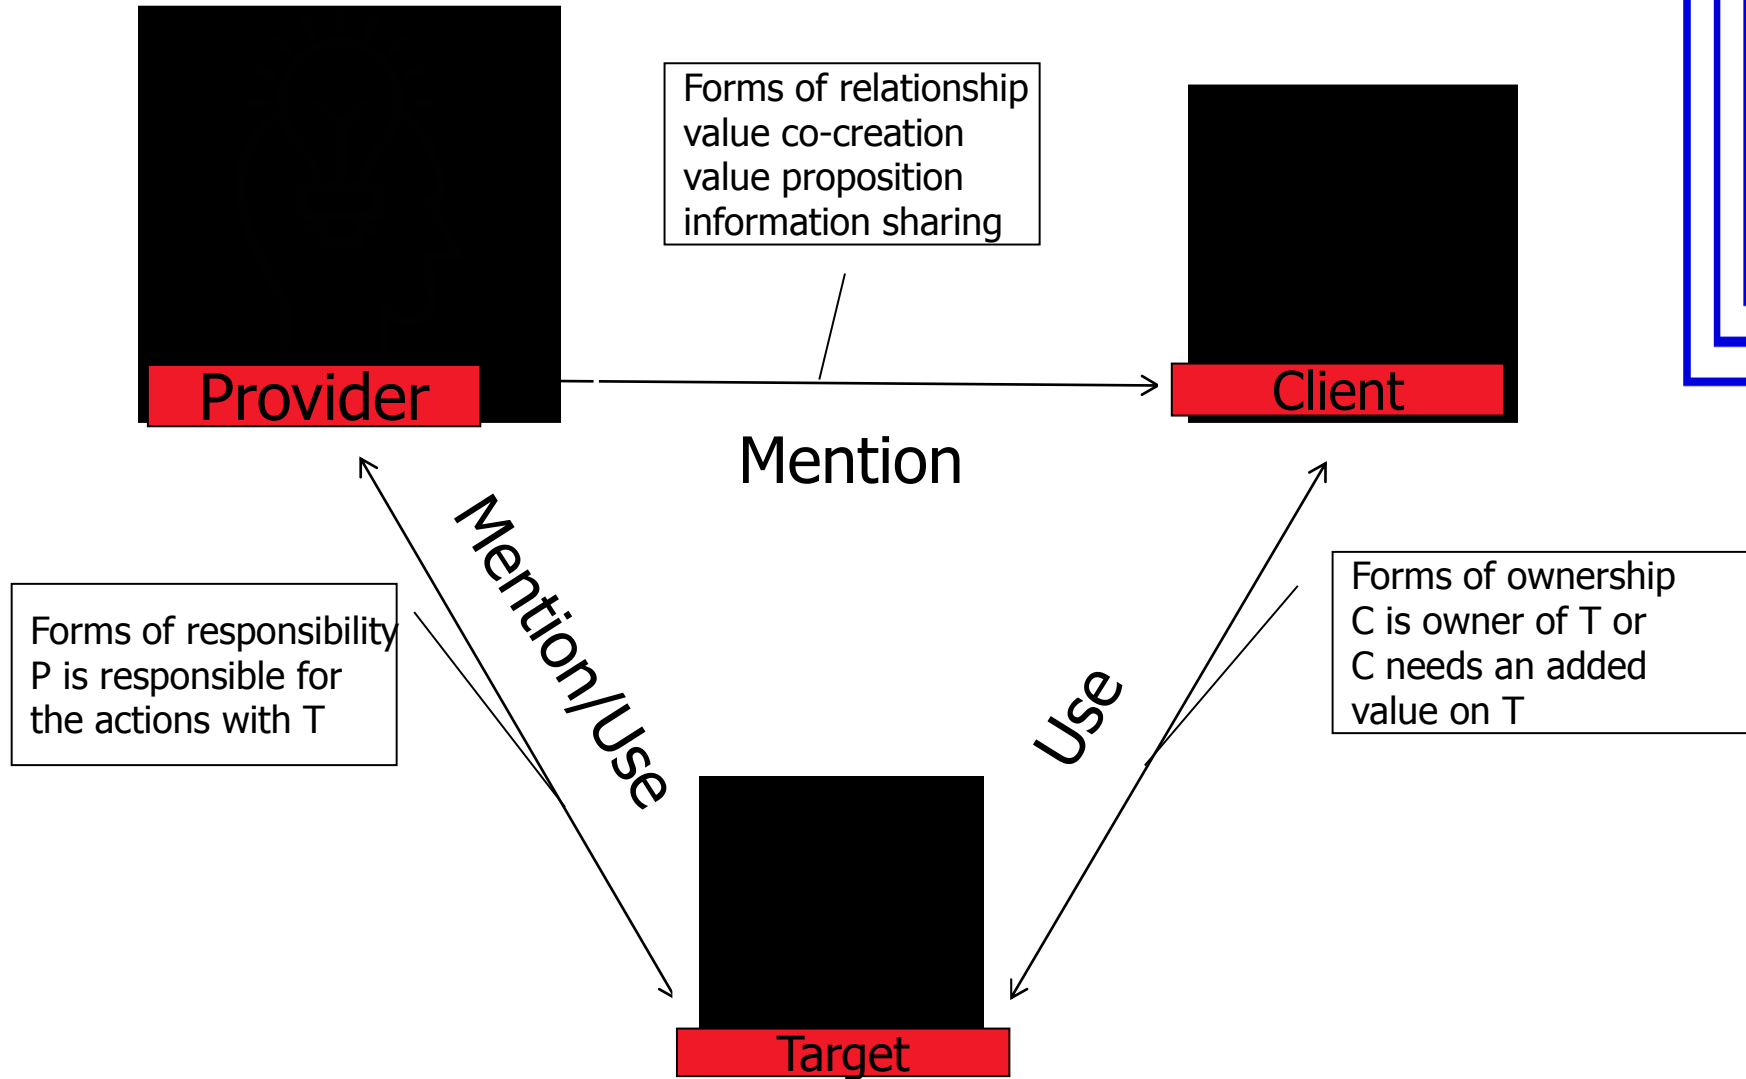 Forms of relationship
value co-creation
value proposition
information sharing
Provider
Client
Mention
Mention/Use
Use
Forms of responsibility
P is responsible for
the actions with T
Forms of ownership
C is owner of T or
C needs an added
value on T
Target